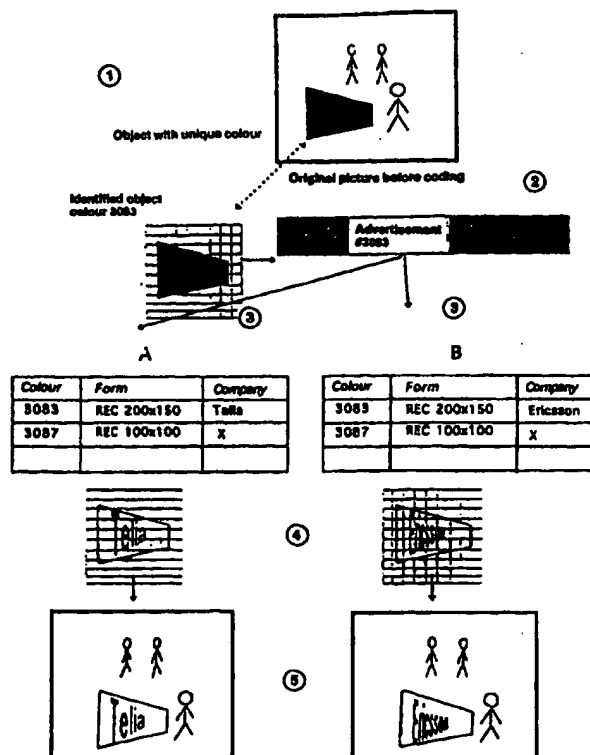 ①
Object with unique colour
Original picture before coding
Identified object
colour 3083
②
Advertisement
#3083
③
③
A
B
Colour Form Company
3083 REC 200x150 Telia
3087 REC 100x100 X
Colour Form Company
3083 REC 200x150 Ericsson
3087 REC 100x100 X
Telia
④
Ericsson
⑤
Telia
Ericsson